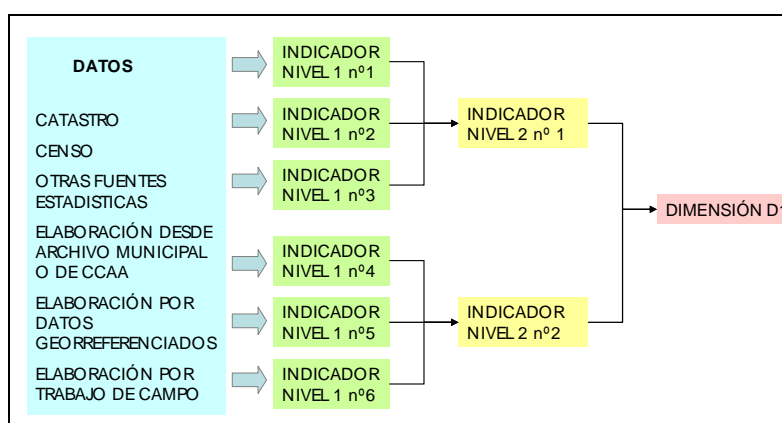 DATOS
CATASTRO
CENSO
OTRAS FUENTES
ESTADISTICAS
ELABORACIÓN DESDE
ARCHIVO MUNICIPAL
O DE CCAA
ELABORACIÓN POR
DATOS
GEORREFERENCIADOS
ELABORACIÓN POR
TRABAJO DE CAMPO
INDICADOR
NIVEL 1 nº1
INDICADOR
NIVEL 1 nº2
INDICADOR
NIVEL 1 nº3
INDICADOR
NIVEL 1 nº4
INDICADOR
NIVEL 1 nº5
INDICADOR
NIVEL 1 nº6
INDICADOR
NIVEL 2 nº 1
INDICADOR
NIVEL 2 nº2
DIMENSIÓN D1